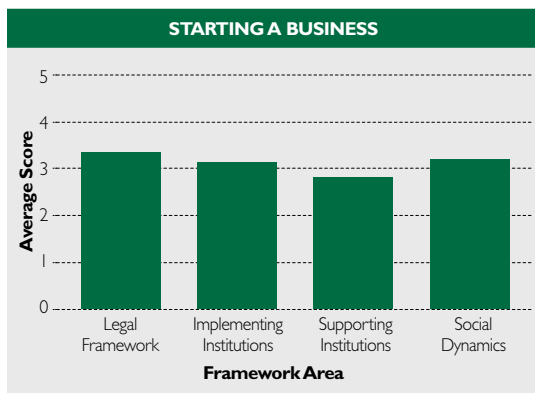 STARTING A BUSINESS
5
4
3
2
1
0
Average Score
Legal
Framework
Implementing
Institutions
Supporting
Institutions
Social
Dynamics
Framework Area